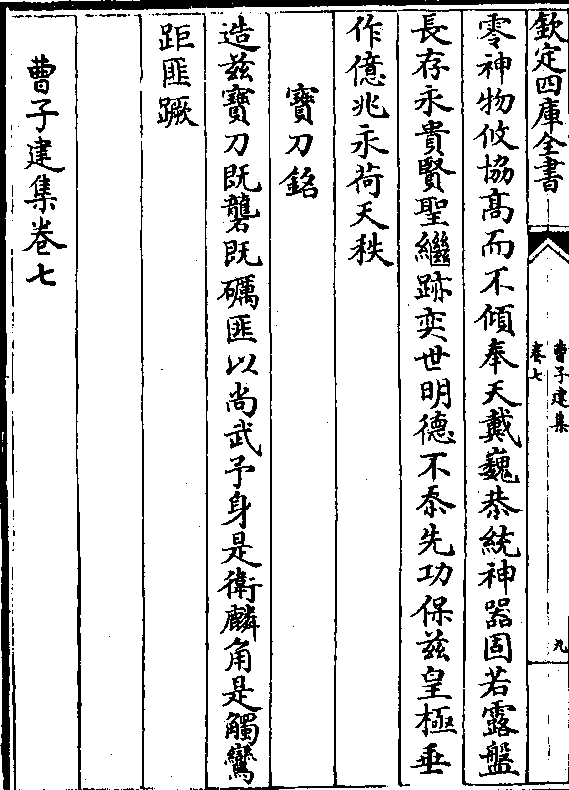 欽定四庫全書
曹子建集
卷七
九
零神物攸協髙而不傾奉天戴巍恭統神器固若露盤
長存永貴賢聖繼跡奕世明德不忝先功保兹皇極垂
作億兆永荷天秩
寶刀銘
造兹寶刀既礱既礪匪以尚武予身是衛麟角是觸鸞
距匪蹶
曹子建集卷七